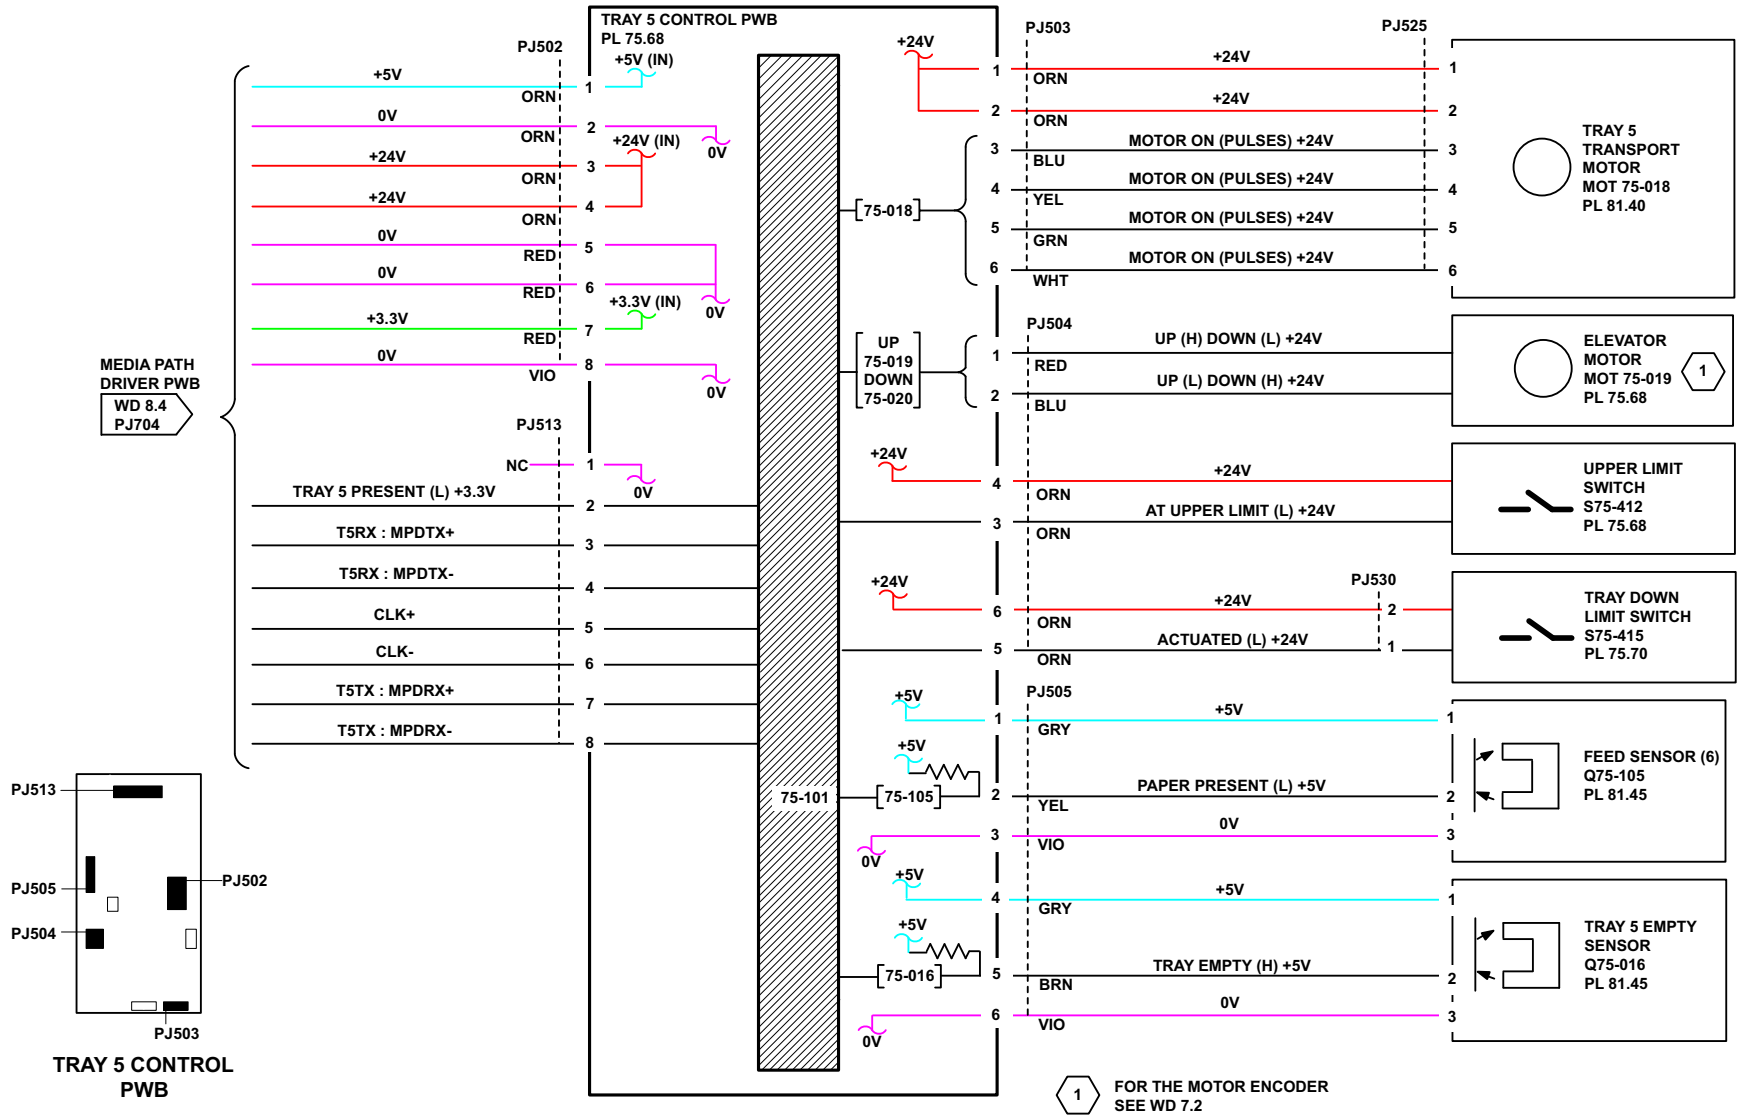 TRAY 5 CONTROL PWB
PL 75.68
MEDIA PATH
DRIVER PWB
WD 8.4
PJ704
PJ502
+5V
ORN
1
+5V (IN)
0V
ORN
2
0V
+24V
ORN
3
+24V (IN)
+24V
ORN
4
0V
RED
5
0V
RED
6
0V
+3.3V
RED
7
+3.3V (IN)
0V
VIO
8
0V
PJ513
NC
1
0V
TRAY 5 PRESENT (L) +3.3V
2
T5RX : MPDTX+
3
T5RX : MPDTX-
4
CLK+
5
CLK-
6
T5TX : MPDRX+
7
T5TX : MPDRX-
8
75-101
PJ503
PJ525
+24V
1
ORN
+24V
1
2
ORN
+24V
2
75-018
3
BLU
MOTOR ON (PULSES) +24V
3
4
YEL
MOTOR ON (PULSES) +24V
4
5
GRN
MOTOR ON (PULSES) +24V
5
6
WHT
MOTOR ON (PULSES) +24V
6
TRAY 5
TRANSPORT
MOTOR
MOT 75-018
PL 81.40
PJ504
UP
75-019
DOWN
75-020
1
RED
UP (H) DOWN (L) +24V
2
BLU
UP (L) DOWN (H) +24V
ELEVATOR
MOTOR
MOT 75-019
PL 75.68
1
+24V
4
ORN
+24V
3
ORN
AT UPPER LIMIT (L) +24V
UPPER LIMIT
SWITCH
S75-412
PL 75.68
+24V
6
ORN
+24V
PJ530
2
5
ORN
ACTUATED (L) +24V
1
TRAY DOWN
LIMIT SWITCH
S75-415
PL 75.70
PJ505
+5V
1
GRY
+5V
1
+5V
75-105
2
YEL
PAPER PRESENT (L) +5V
2
0V
3
VIO
0V
3
FEED SENSOR (6)
Q75-105
PL 81.45
+5V
4
GRY
+5V
1
+5V
75-016
5
BRN
TRAY EMPTY (H) +5V
2
0V
6
VIO
0V
3
TRAY 5 EMPTY
SENSOR
Q75-016
PL 81.45
PJ513
PJ505
PJ502
PJ504
PJ503
TRAY 5 CONTROL
PWB
1
FOR THE MOTOR ENCODER
SEE WD 7.2